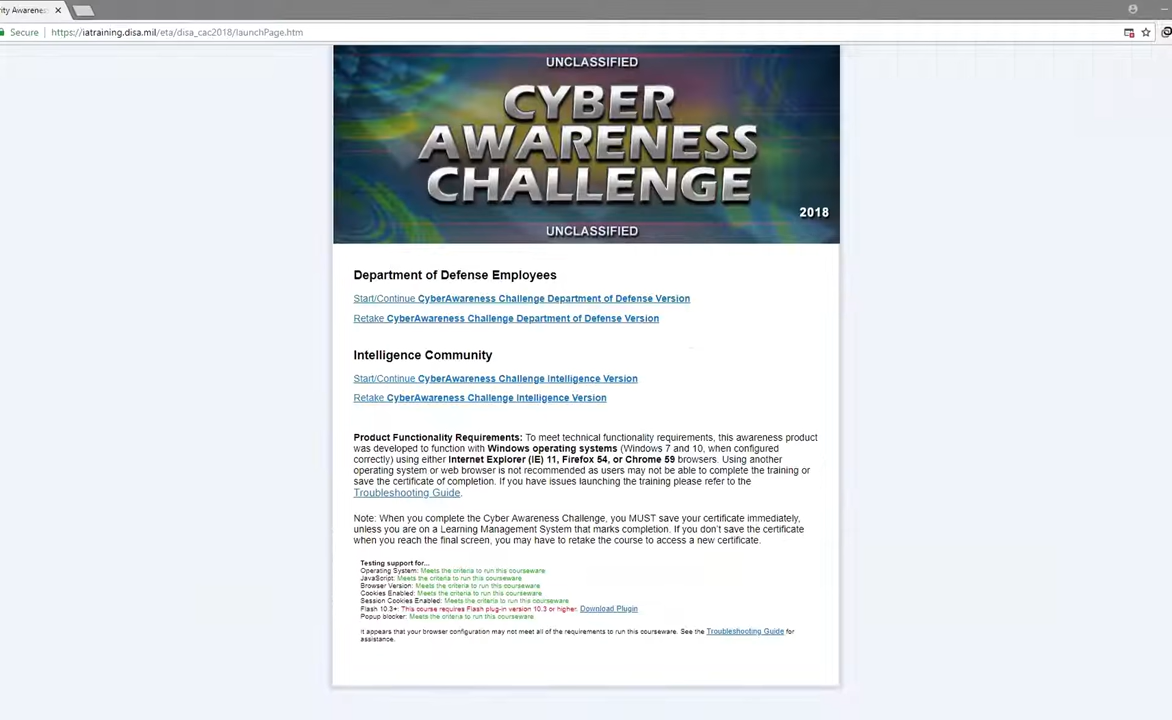 rity Awarenes
Secure https://iatraining.disa.mil/eta/disa_cac2018/launchPage.htm
UNCLASSIFIED
CYBER
AWARENESS
CHALLENGE
2018
UNCLASSIFIED
Department of Defense Employees
Start/Continue CyberAwareness Challenge Department of Defense Version
Retake CyberAwareness Challenge Department of Defense Version
Intelligence Community
Start/Continue CyberAwareness Challenge Intelligence Version
Retake CyberAwareness Challenge Intelligence Version
Product Functionality Requirements: To meet technical functionality requirements, this awareness product
was developed to function with Windows operating systems (Windows 7 and 10, when configured
correctly) using either Internet Explorer (IE) 11, Firefox 54, or Chrome 59 browsers. Using another
operating system or web browser is not recommended as users may not be able to complete the training or
save the certificate of completion. If you have issues launching the training please refer to the
Troubleshooting Guide.
Note: When you complete the Cyber Awareness Challenge, you MUST save your certificate immediately,
unless you are on a Learning Management System that marks completion. If you don't save the certificate
when you reach the final screen, you may have to retake the course to access a new certificate.
Testing support for...
Operating System: Meets the criteria to run this courseware
JavaScript: Meets the criteria to run this courseware
Browser Version: Meets the criteria to run this courseware
Cookies Enabled: Meets the criteria to run this courseware
Session Cookies Enabled: Meets the criteria to run this courseware
Flash 10.3+: This course requires Flash plug-in version 10.3 or higher. Download Plugin
Popup blocker: Meets the criteria to run this courseware
It appears that your browser configuration may not meet all of the requirements to run this courseware. See the Troubleshooting Guide for
assistance.